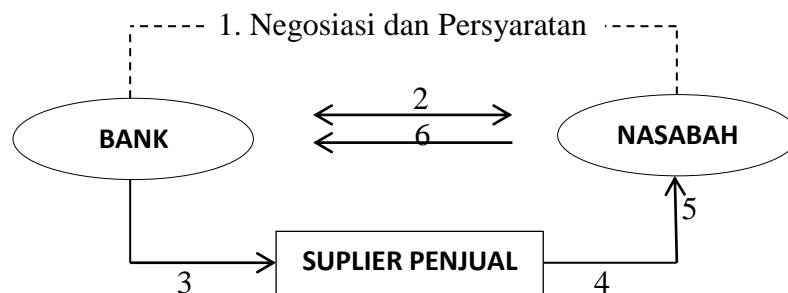 1. Negosiasi dan Persyaratan
2
BANK
NASABAH
6
5
SUPLIER PENJUAL
3
4